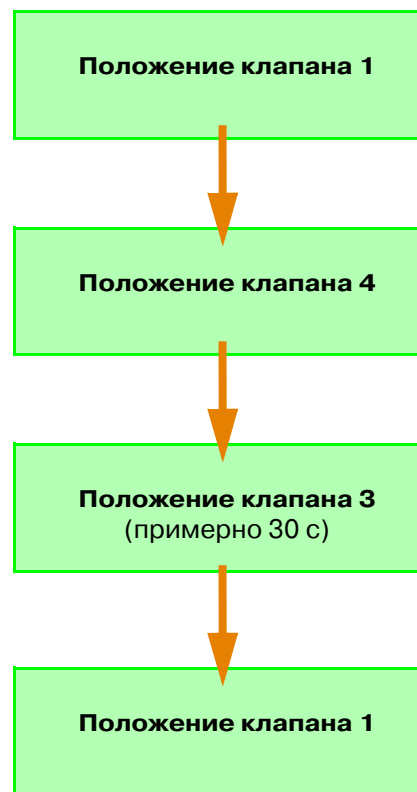 Положение клапана 1
Положение клапана 4
Положение клапана 3
(примерно 30 с)
Положение клапана 1